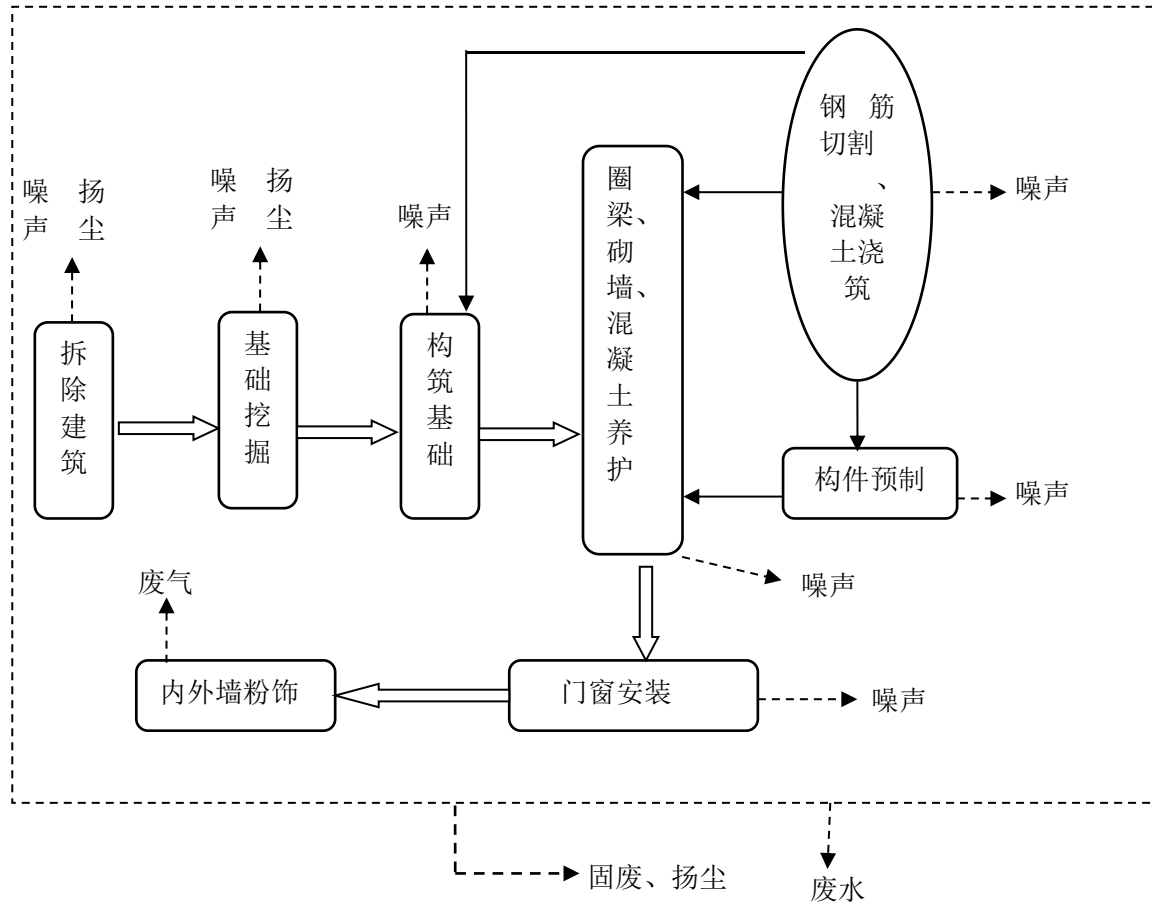 噪声 扬尘
拆除建筑
噪声 扬尘
基础挖掘
噪声
构筑基础
圈梁、砌墙、混凝土养护
钢 筋
切割
、
混凝
土浇
筑
噪声
构件预制
噪声
噪声
门窗安装
噪声
废气
内外墙粉饰
固废、扬尘
废水